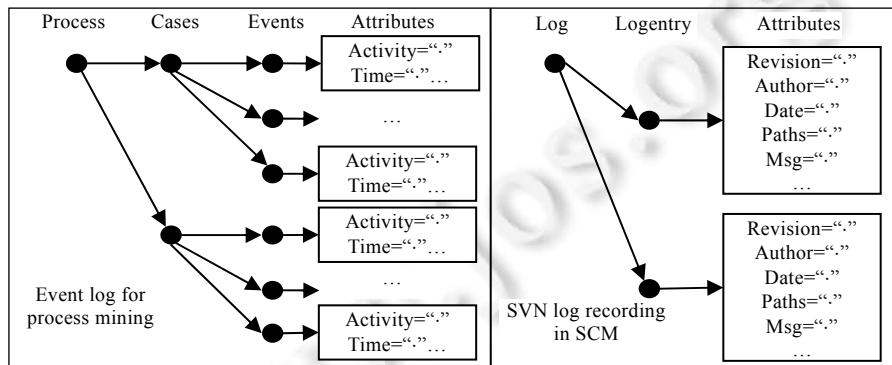 Process Cases Events Attributes
Activity=“·”
Time=“·”…
…
Activity=“·”
Time=“·”…
Activity=“·”
Time=“·”…
…
Activity=“·”
Time=“·”…
Event log for
process mining
Log Logentry Attributes
Revision=“·”
Author=“·”
Date=“·”
Paths=“·”
Msg=“·”
…
Revision=“·”
Author=“·”
Date=“·”
Paths=“·”
Msg=“·”
…
SVN log recording
in SCM